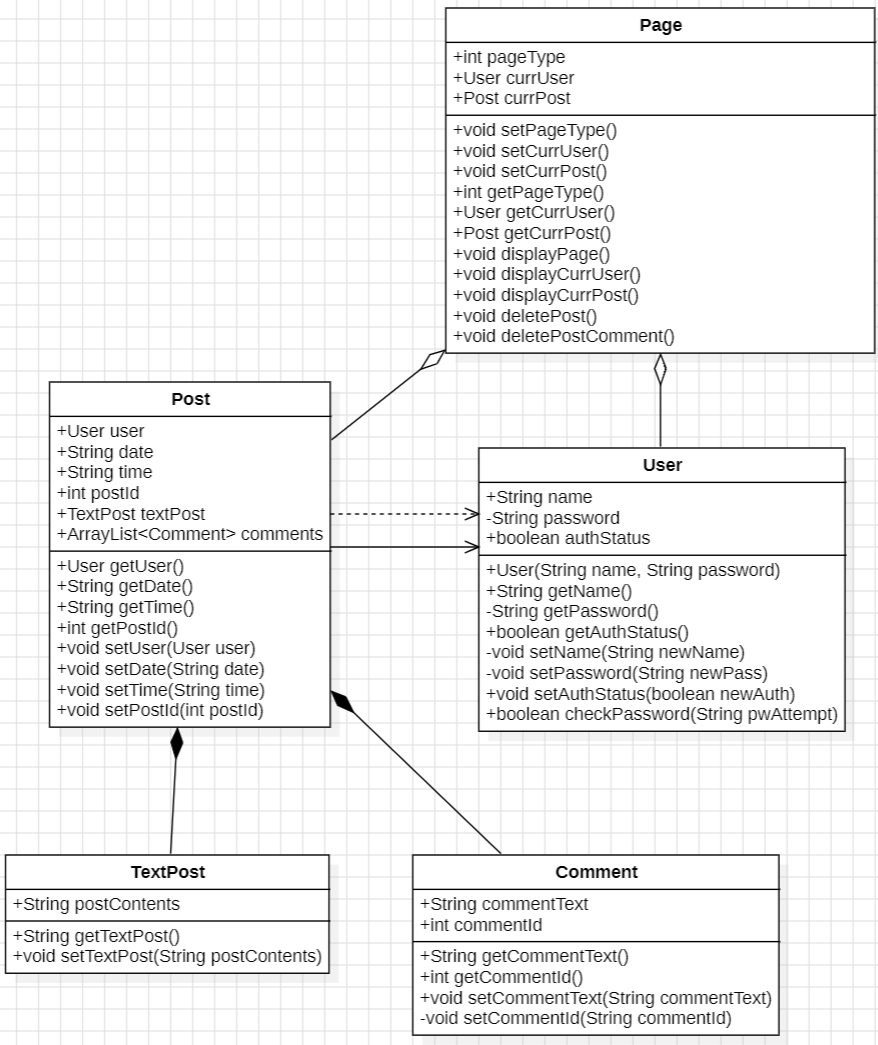 Page
+int pageType
+User currUser
+Post currPost
+void setPageType()
+void setCurrUser()
+void setCurrPost()
+int getPageType()
+User getCurrUser()
+Post getCurrPost()
+void displayPage()
+void displayCurrUser()
+void displayCurrPost()
+void deletePost()
+void deletePostComment()
Post
+User user
+String date
+String time
+int postId
+TextPost textPost
+ArrayList<Comment> comments
+User getUser()
+String getDate()
+String getTime()
+int getPostId()
+void setUser(User user)
+void setDate(String date)
+void setTime(String time)
+void setPostId(int postId)
User
+String name
-String password
+boolean authStatus
+User(String name, String password)
+String getName()
-String getPassword()
+boolean getAuthStatus()
-void setName(String newName)
-void setPassword(String newPass)
+void setAuthStatus(boolean newAuth)
+boolean checkPassword(String pwAttempt)
TextPost
+String postContents
+String getTextPost()
+void setTextPost(String postContents)
Comment
+String commentText
+int commentId
+String getCommentText()
+int getCommentId()
+void setCommentText(String commentText)
-void setCommentId(String commentId)